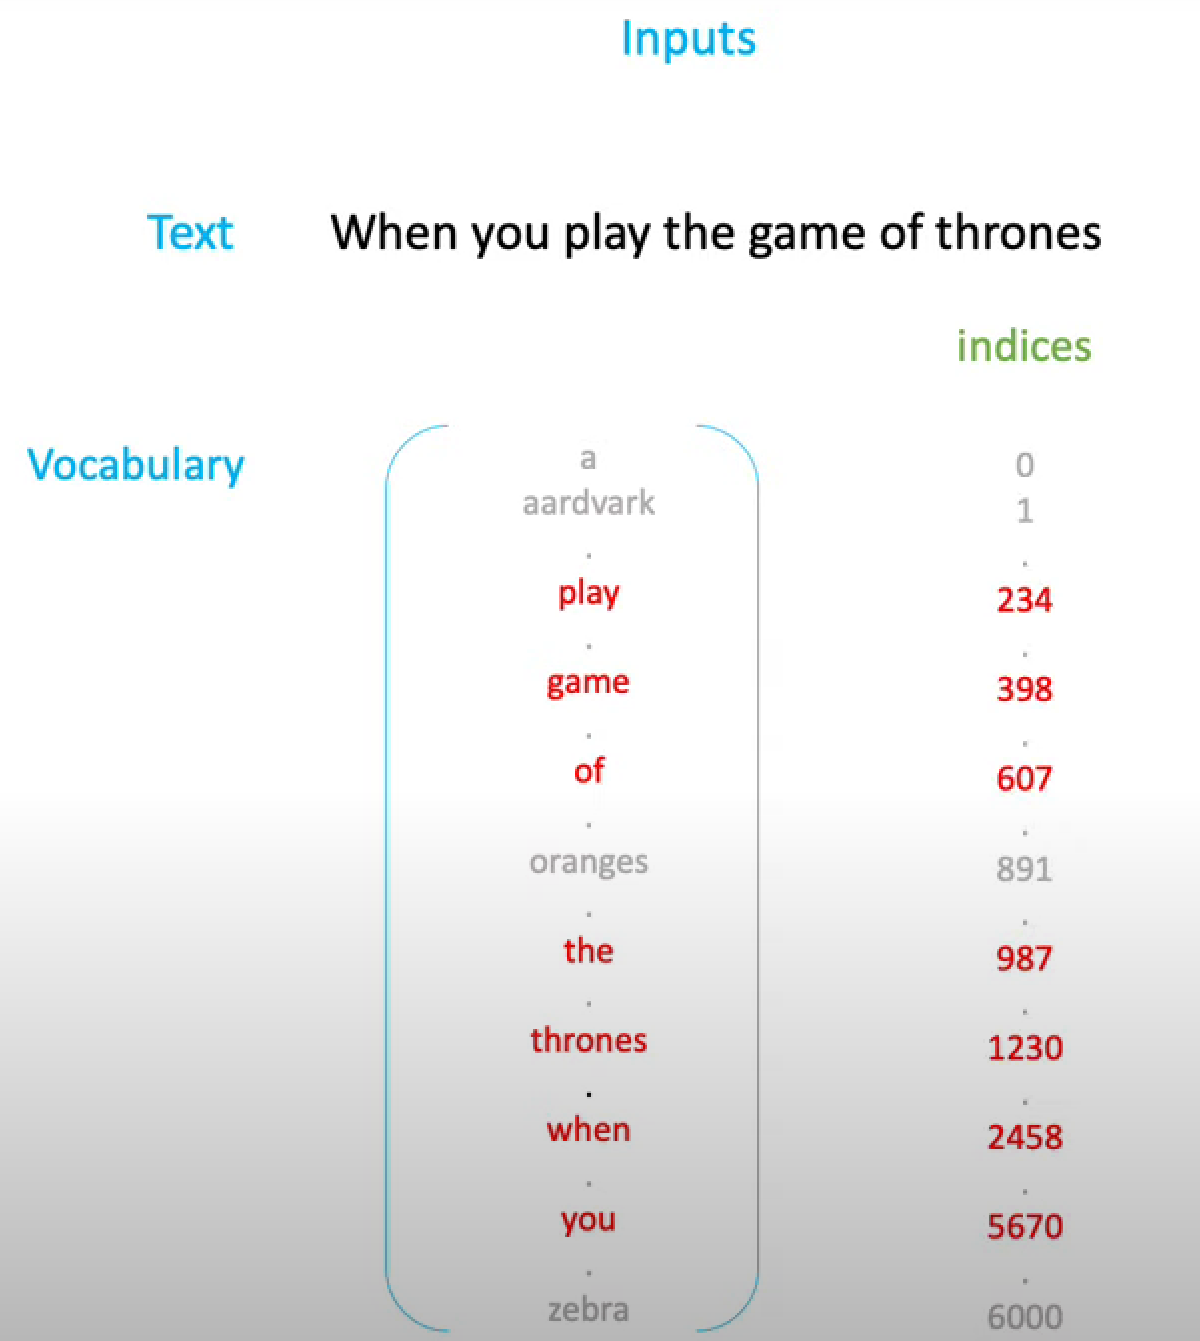 Inputs
Text When you play the game of thrones
indices
Vocabulary a 0
aardvark 1
. .
play 234
. .
game 398
. .
of 607
. .
oranges 891
. .
the 987
. .
thrones 1230
. .
when 2458
. .
you 5670
. .
zebra 6000